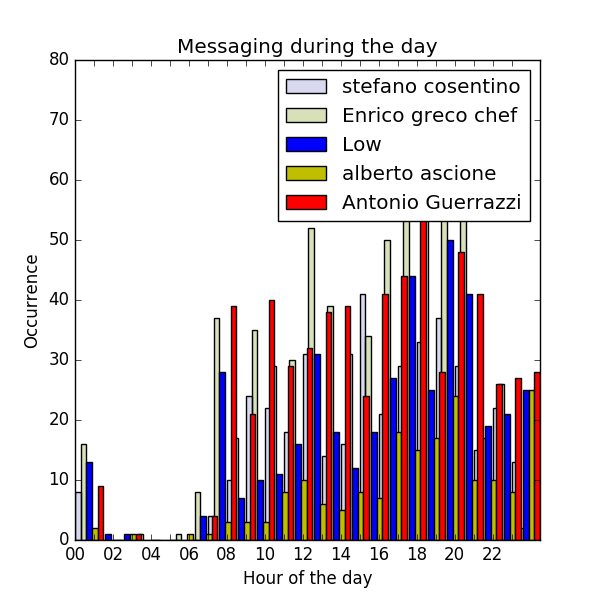 Messaging during the day
80
70
60
50
40
30
20
10
0
Occurrence
stefano cosentino
Enrico greco chef
Low
alberto ascione
Antonio Guerrazzi
00 02 04 06 08 10 12 14 16 18 20 22
Hour of the day